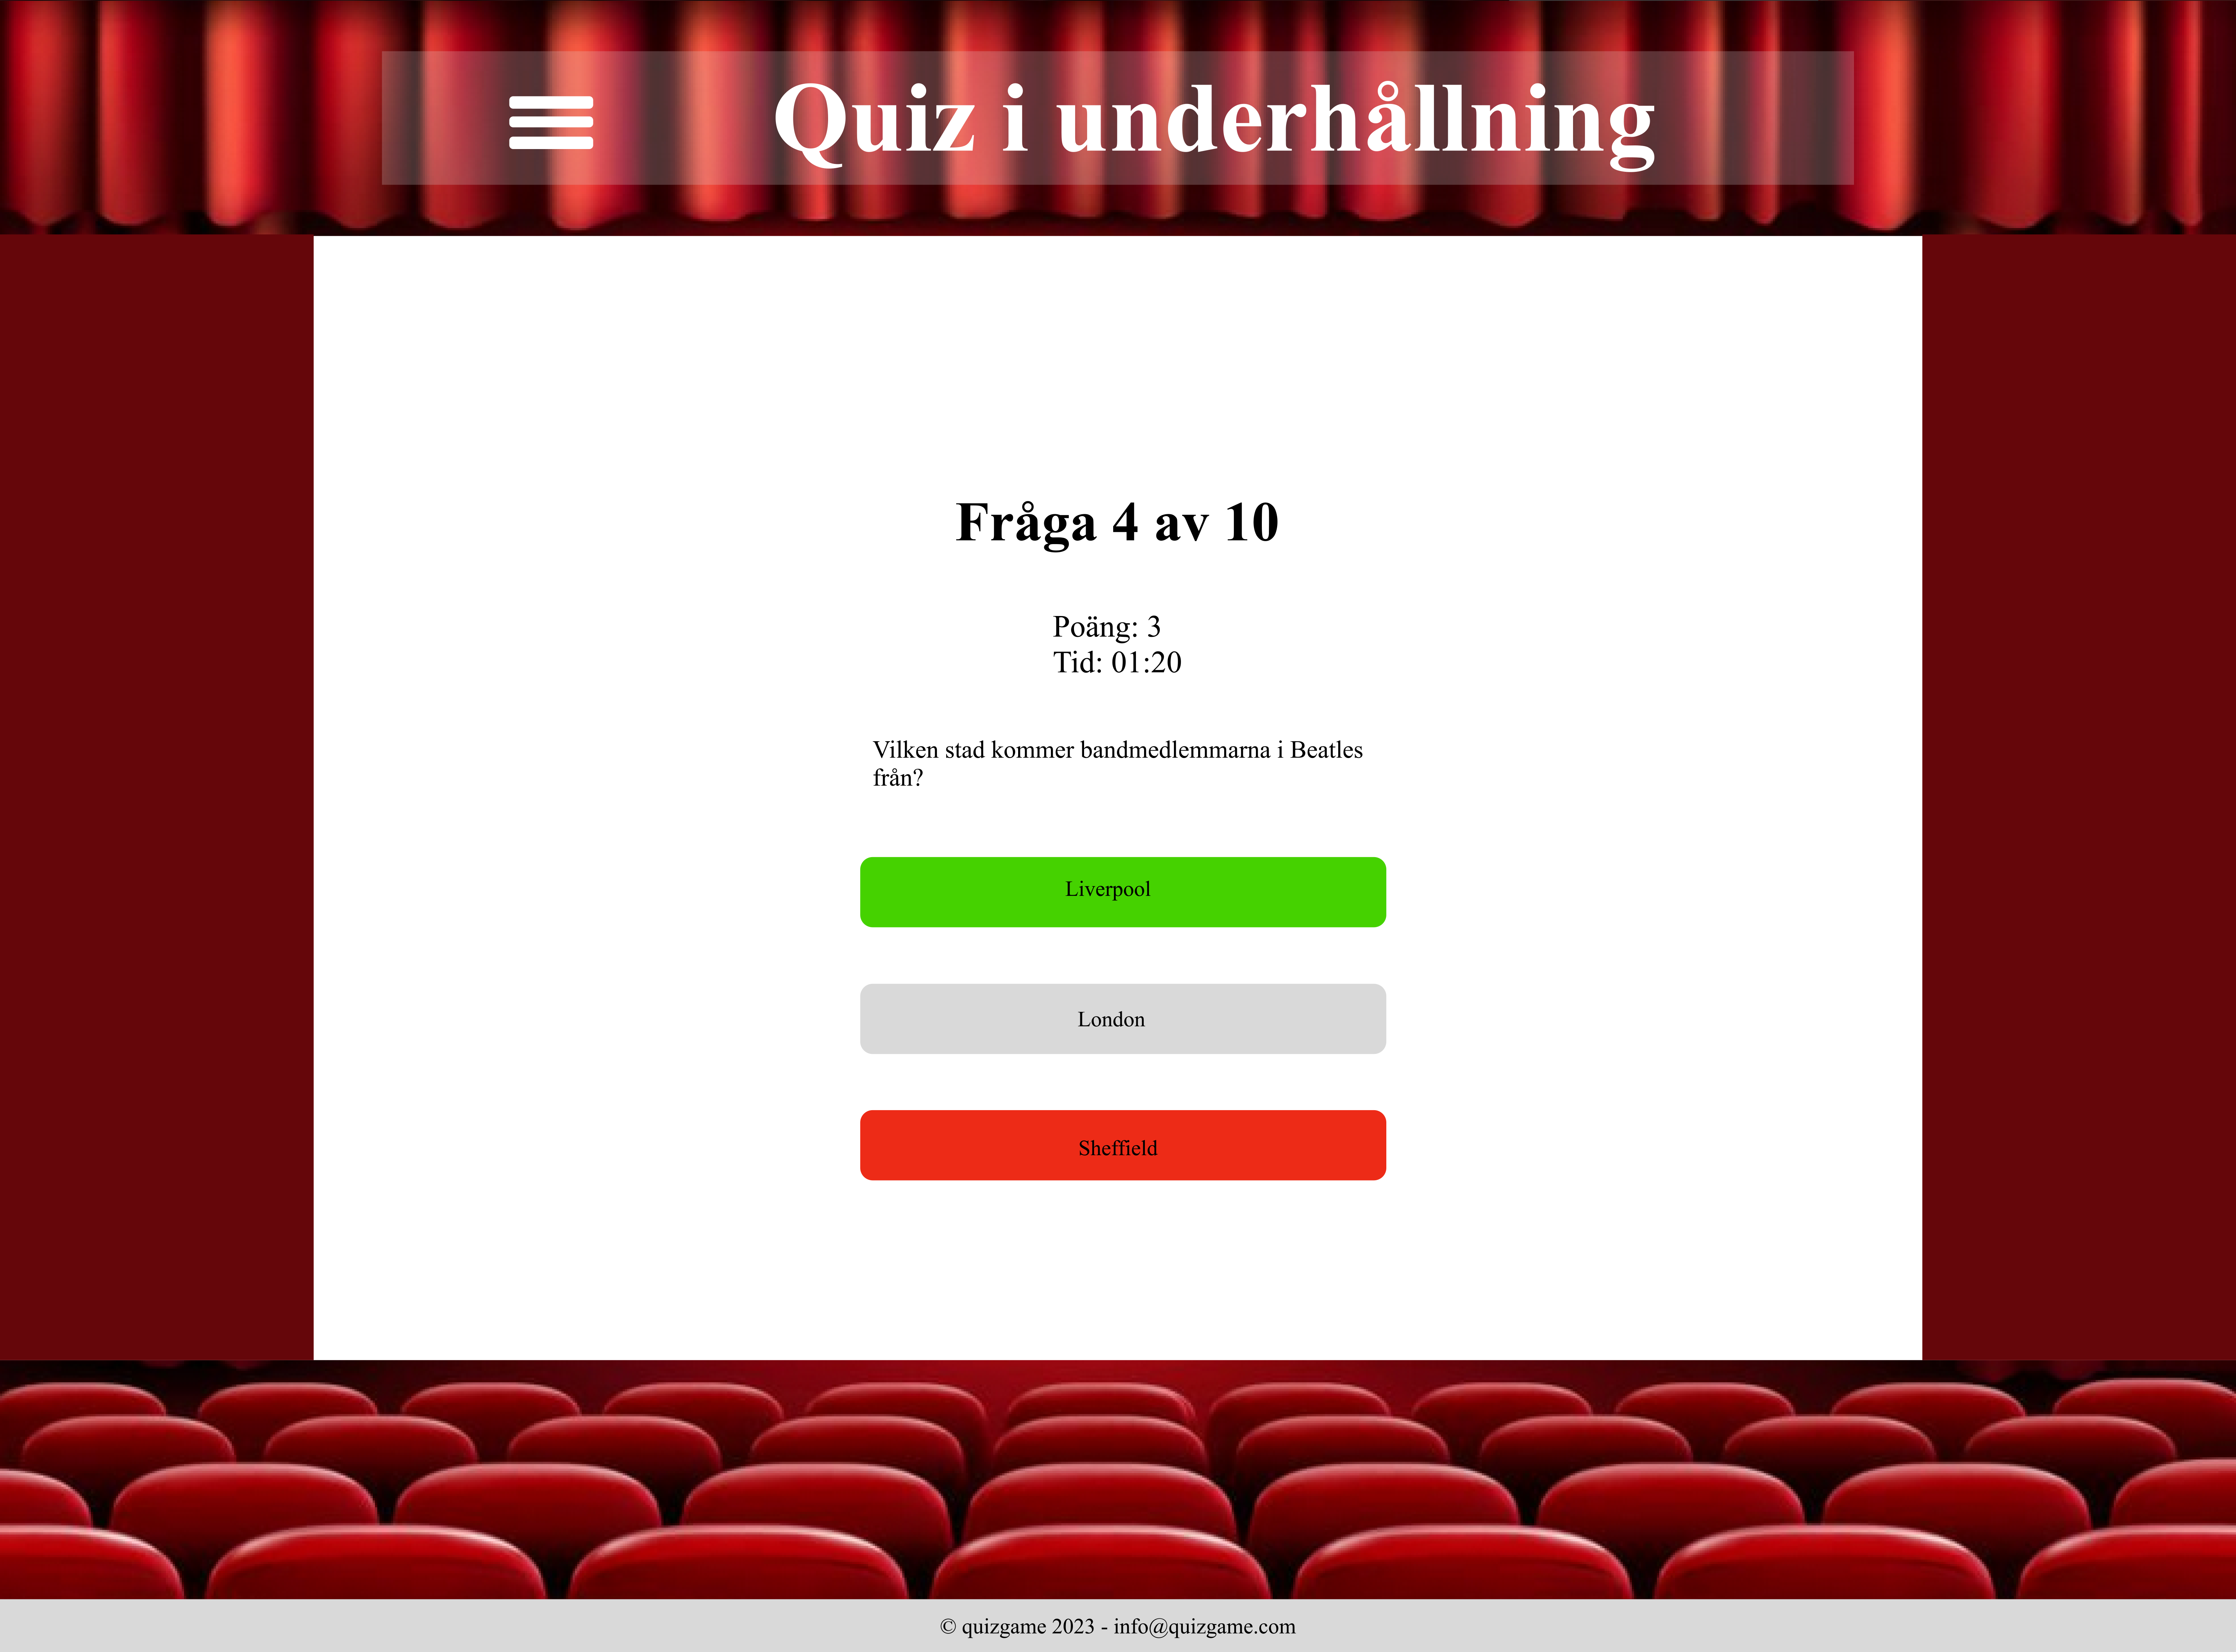 Quiz i underhållning
Fråga 4 av 10
Poäng: 3
Tid: 01:20
Vilken stad kommer bandmedlemmarna i Beatles
från?
Liverpool
London
Sheffield
© quizgame 2023 - info@quizgame.com